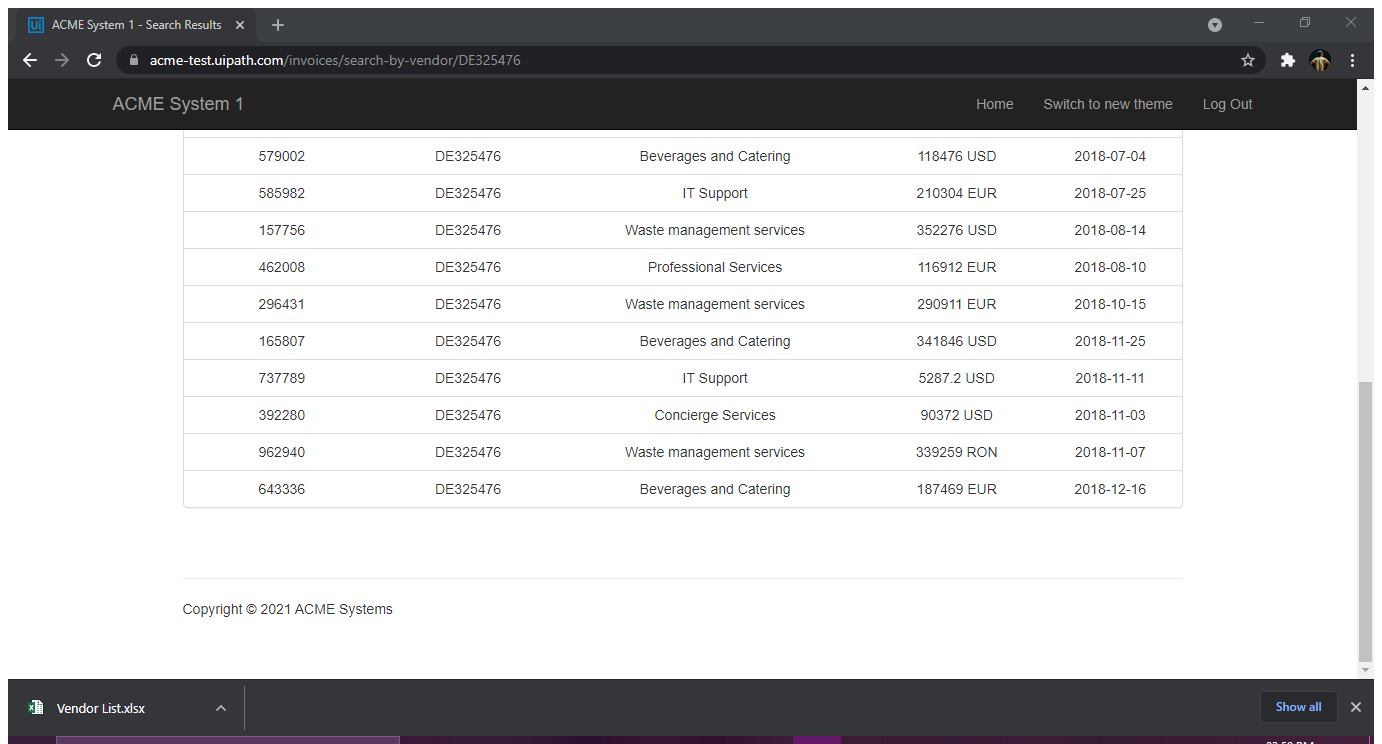 Ui ACME System 1 - Search Results
acme-test.uipath.com/invoices/search-by-vendor/DE325476
ACME System 1 Home Switch to new theme Log Out
579002 DE325476 Beverages and Catering 118476 USD 2018-07-04
585982 DE325476 IT Support 210304 EUR 2018-07-25
157756 DE325476 Waste management services 352276 USD 2018-08-14
462008 DE325476 Professional Services 116912 EUR 2018-08-10
296431 DE325476 Waste management services 290911 EUR 2018-10-15
165807 DE325476 Beverages and Catering 341846 USD 2018-11-25
737789 DE325476 IT Support 5287.2 USD 2018-11-11
392280 DE325476 Concierge Services 90372 USD 2018-11-03
962940 DE325476 Waste management services 339259 RON 2018-11-07
643336 DE325476 Beverages and Catering 187469 EUR 2018-12-16
Copyright © 2021 ACME Systems
Vendor List.xlsx Show all